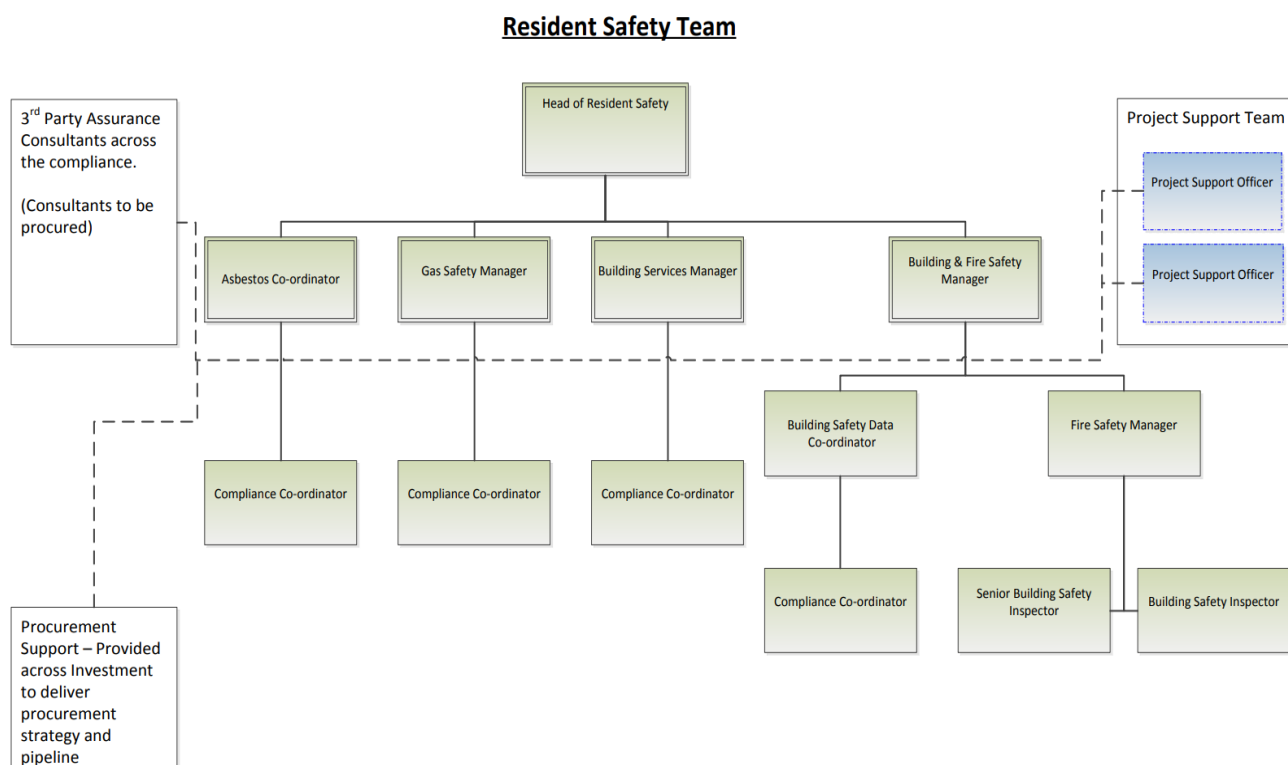 Resident Safety Team
3rd Party Assurance
Consultants across
the compliance.
(Consultants to be
procured)
Head of Resident Safety
Project Support Team
Project Support Officer
Project Support Officer
Asbestos Co-ordinator
Gas Safety Manager
Building Services Manager
Building & Fire Safety
Manager
Building Safety Data
Co-ordinator
Fire Safety Manager
Compliance Co-ordinator
Compliance Co-ordinator
Compliance Co-ordinator
Compliance Co-ordinator
Senior Building Safety
Inspector
Building Safety Inspector
Procurement
Support – Provided
across Investment
to deliver
procurement
strategy and
pipeline